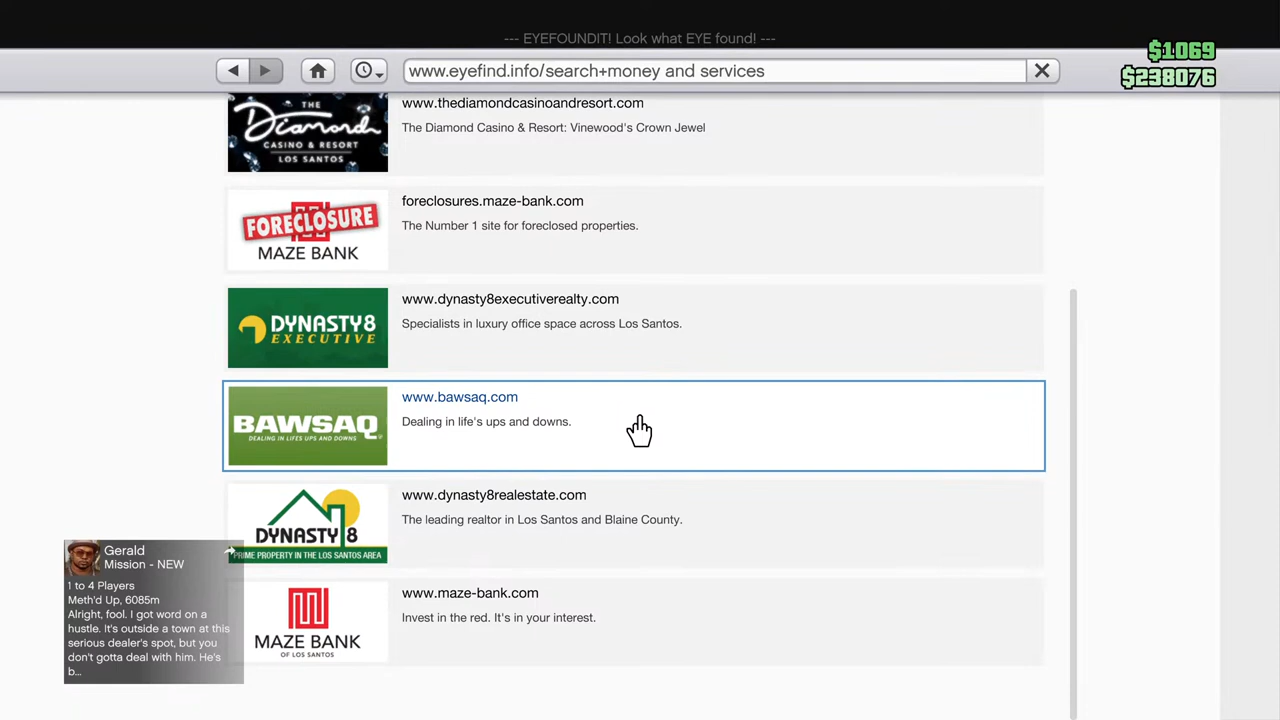 --- EYEFOUNDIT! Look what EYE found! ---
$1069
www.eyefind.info/search+money and services
$238076
THE
Diamond
CASINO & RESORT
LOS SANTOS
www.thediamondcasinoandresort.com
The Diamond Casino & Resort: Vinewood's Crown Jewel
FORECLOSURE
MAZE BANK
foreclosures.maze-bank.com
The Number 1 site for foreclosed properties.
DYNASTY8
EXECUTIVE
www.dynasty8executiverealty.com
Specialists in luxury office space across Los Santos.
BAWSAQ
DEALING IN LIFES UPS AND DOWNS
www.bawsaq.com
Dealing in life's ups and downs.
DYNASTY 8
PRIME PROPERTY IN THE LOS SANTOS AREA
www.dynasty8realestate.com
The leading realtor in Los Santos and Blaine County.
MAZE BANK
OF LOS SANTOS
www.maze-bank.com
Invest in the red. It's in your interest.
Gerald
Mission - NEW
1 to 4 Players
Meth'd Up, 6085m
Alright, fool. I got word on a
hustle. It's outside a town at this
serious dealer's spot, but you
don't gotta deal with him. He's
b...